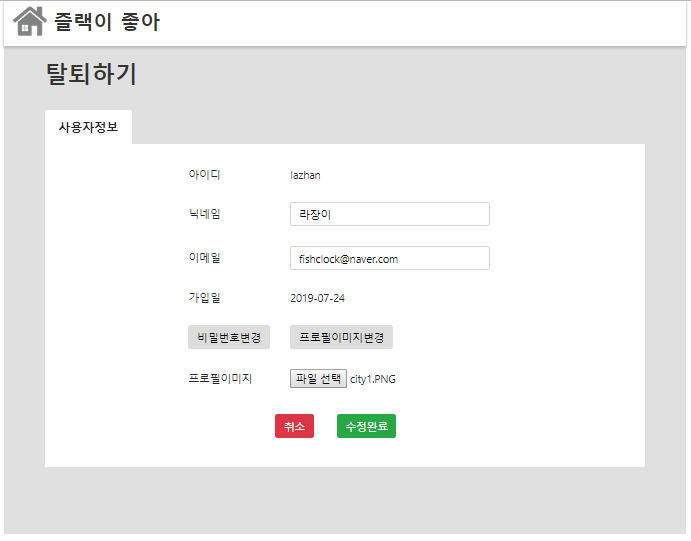 즐랙이 좋아
탈퇴하기
사용자정보
아이디 lazhan
닉네임 라장이
이메일 fishclock@naver.com
가입일 2019-07-24
비밀번호변경 프로필이미지변경
프로필이미지 파일 선택 city1.PNG
취소 수정완료